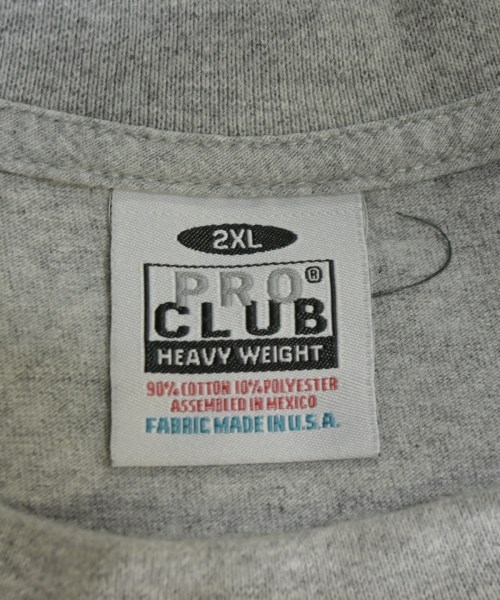 2XL
PRO®
CLUB
HEAVY WEIGHT
90% COTTON 10% POLYESTER
ASSEMBLED IN MEXICO
FABRIC MADE IN U.S.A.